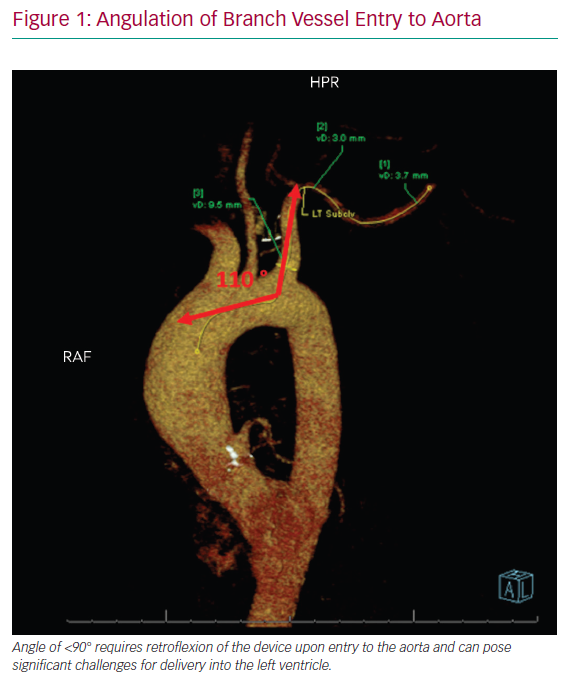 Figure 1: Angulation of Branch Vessel Entry to Aorta
HPR
[2]
vD: 3.0 mm
[1]
vD: 3.7 mm
[3]
vD: 9.5 mm
LT Subclv
110 °
RAF
A L
Angle of <90° requires retroflexion of the device upon entry to the aorta and can pose
significant challenges for delivery into the left ventricle.